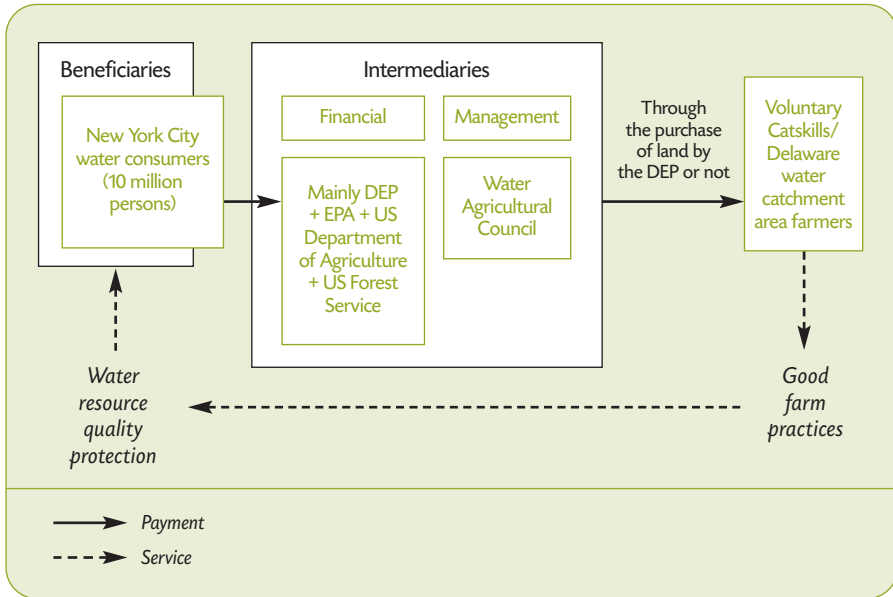 Beneficiaries
New York City
water consumers
(10 million
persons)
Intermediaries
Financial
Management
Mainly DEP
+ EPA + US
Department
of Agriculture
+ US Forest
Service
Water
Agricultural
Council
Through
the purchase
of land by
the DEP or not
Voluntary
Catskills/
Delaware
water
catchment
area farmers
Water
resource
quality
protection
Good
farm
practices
Payment
Service